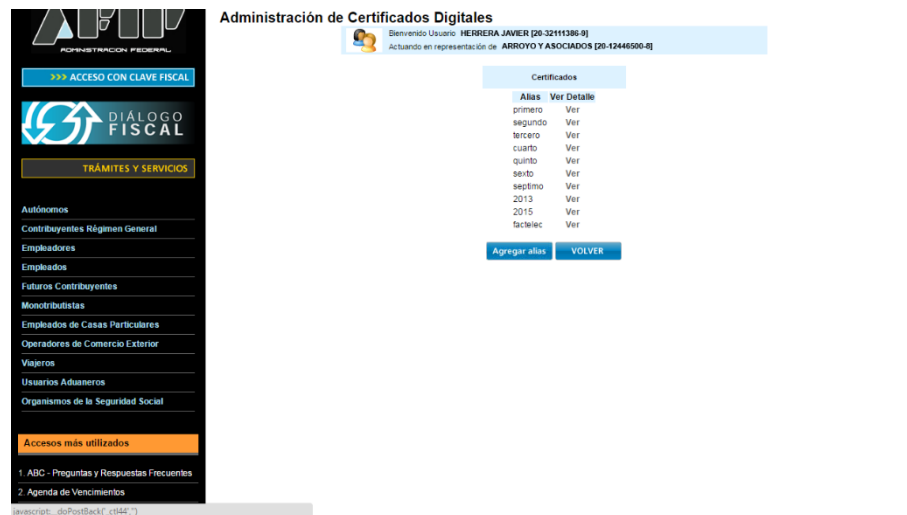 AFIP
ADMINISTRACION FEDERAL
>>> ACCESO CON CLAVE FISCAL
DIÁLOGO
FISCAL
TRÁMITES Y SERVICIOS
Autónomos
Contribuyentes Régimen General
Empleadores
Empleados
Futuros Contribuyentes
Monotributistas
Empleados de Casas Particulares
Operadores de Comercio Exterior
Viajeros
Usuarios Aduaneros
Organismos de la Seguridad Social
Accesos más utilizados
1. ABC - Preguntas y Respuestas Frecuentes
2. Agenda de Vencimientos
javascript:__doPostBack('_ctl44','')
Administración de Certificados Digitales
Bienvenido Usuario HERRERA JAVIER [20-32111386-9]
Actuando en representación de ARROYO Y ASOCIADOS [20-12446500-8]
Certificados
Alias Ver Detalle
primero Ver
segundo Ver
tercero Ver
cuarto Ver
quinto Ver
sexto Ver
septimo Ver
2013 Ver
2015 Ver
factelec Ver
Agregar alias VOLVER